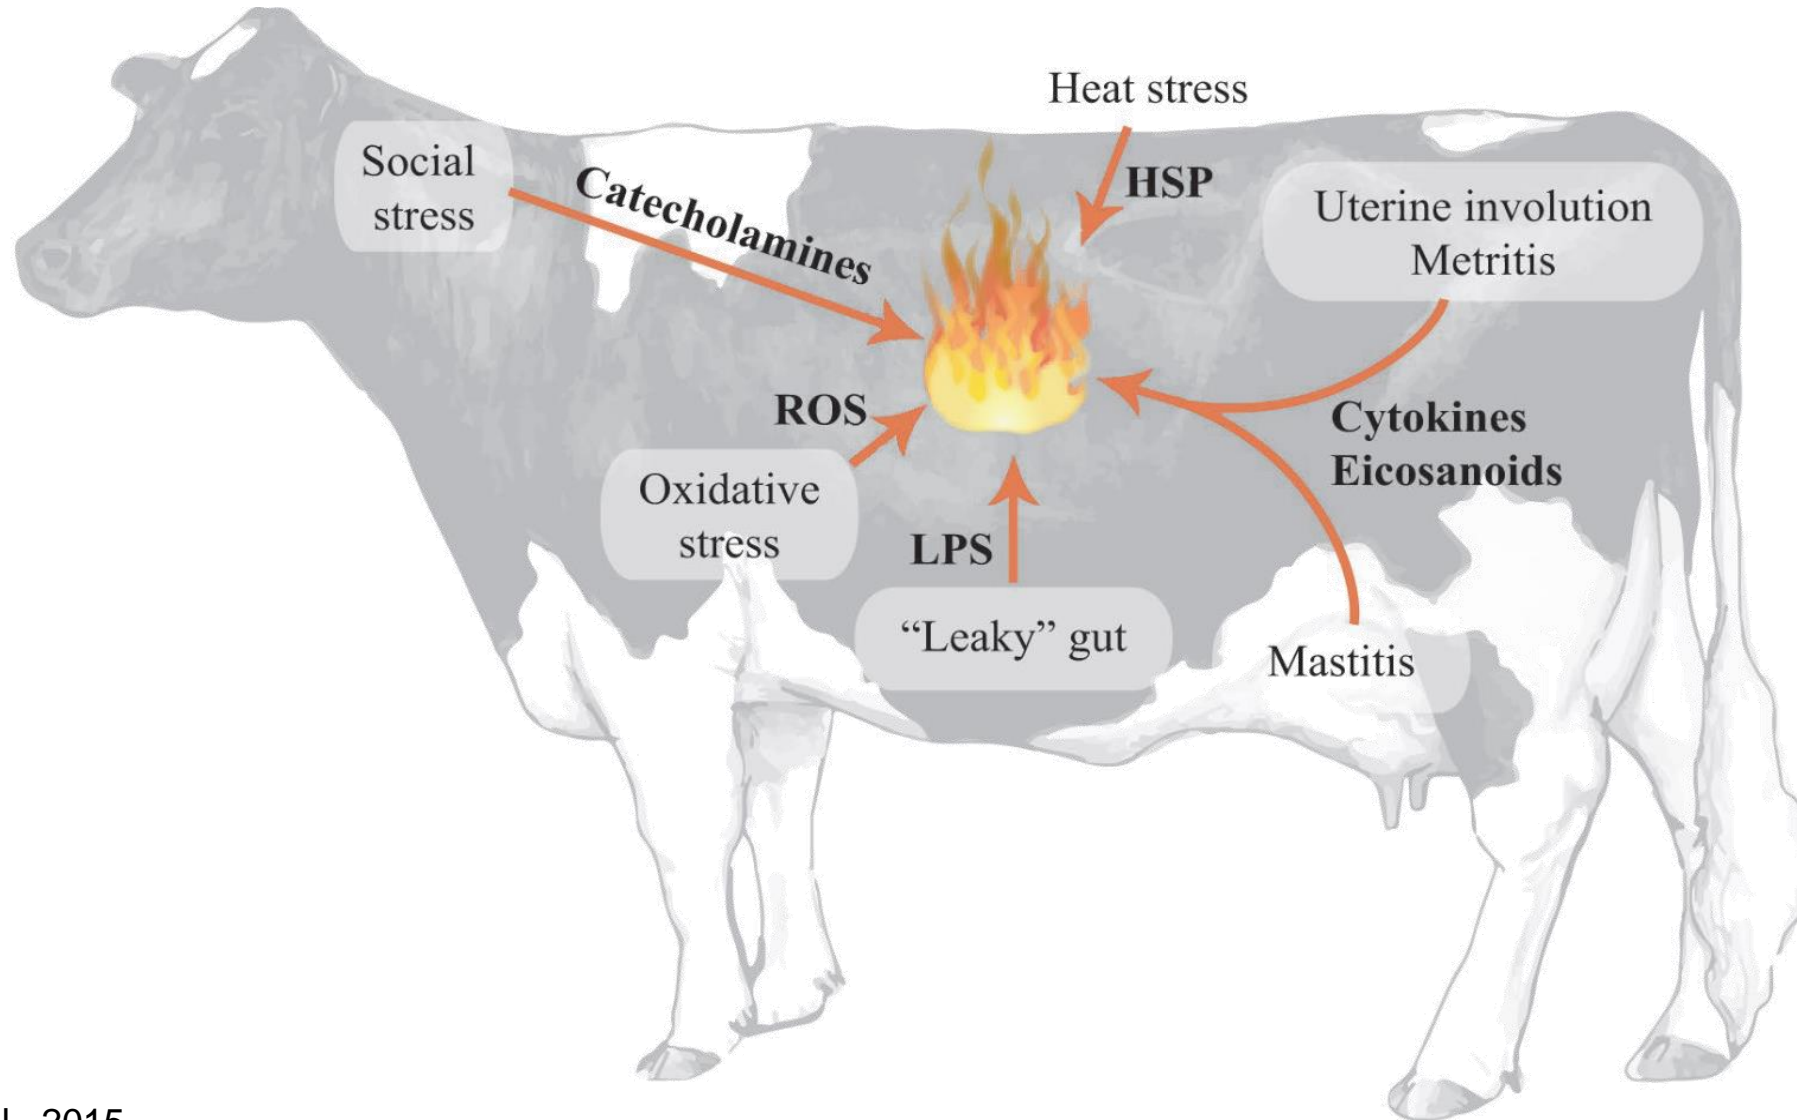 Heat stress
HSP
Social
stress
Catecholamines
Uterine involution
Metritis
ROS
Cytokines
Eicosanoids
Oxidative
stress
LPS
“Leaky” gut
Mastitis
2015